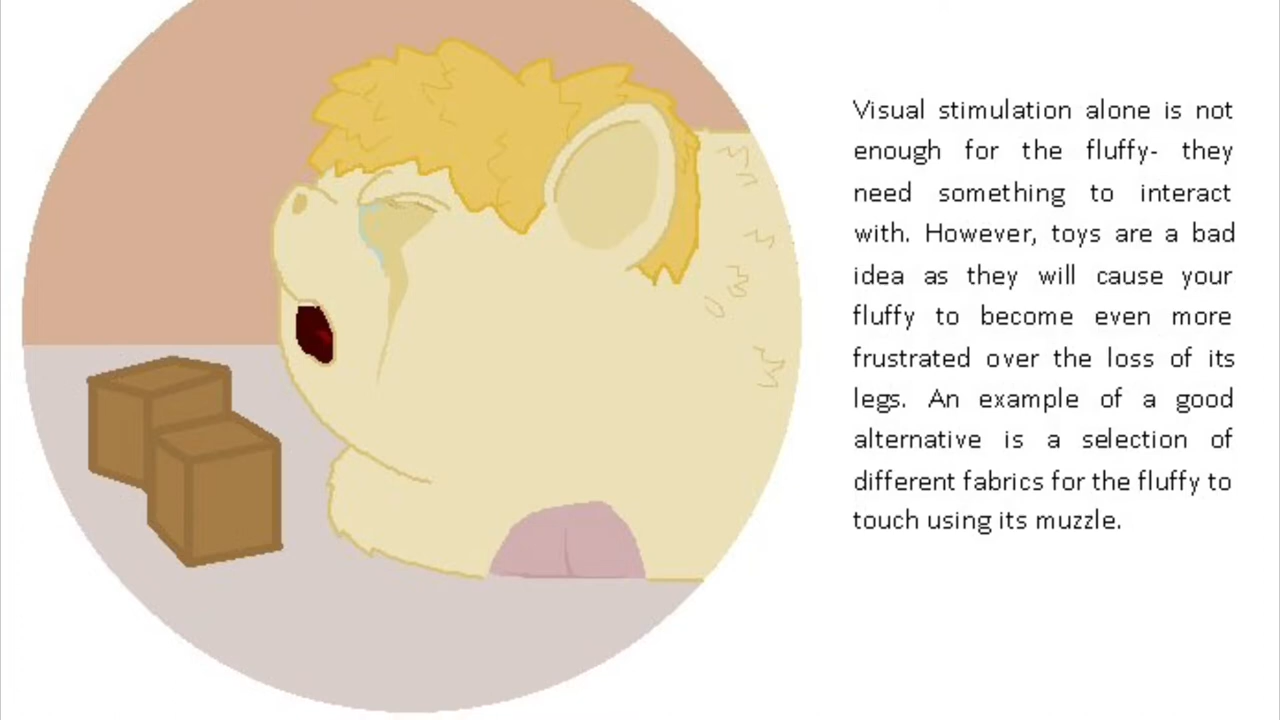 Visual stimulation alone is not
enough for the fluffy- they
need something to interact
with. However, toys are a bad
idea as they will cause your
fluffy to become even more
frustrated over the loss of its
legs. An example of a good
alternative is a selection of
different fabrics for the fluffy to
touch using its muzzle.